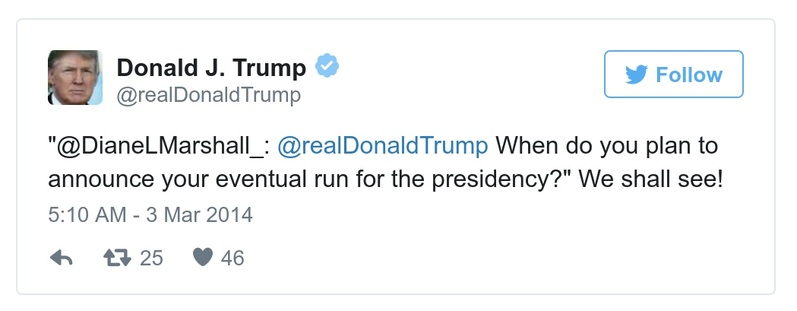 Donald J. Trump
@realDonaldTrump
Follow
"@DianeLMarshall_: @realDonaldTrump When do you plan to
announce your eventual run for the presidency?" We shall see!
5:10 AM - 3 Mar 2014
25 46